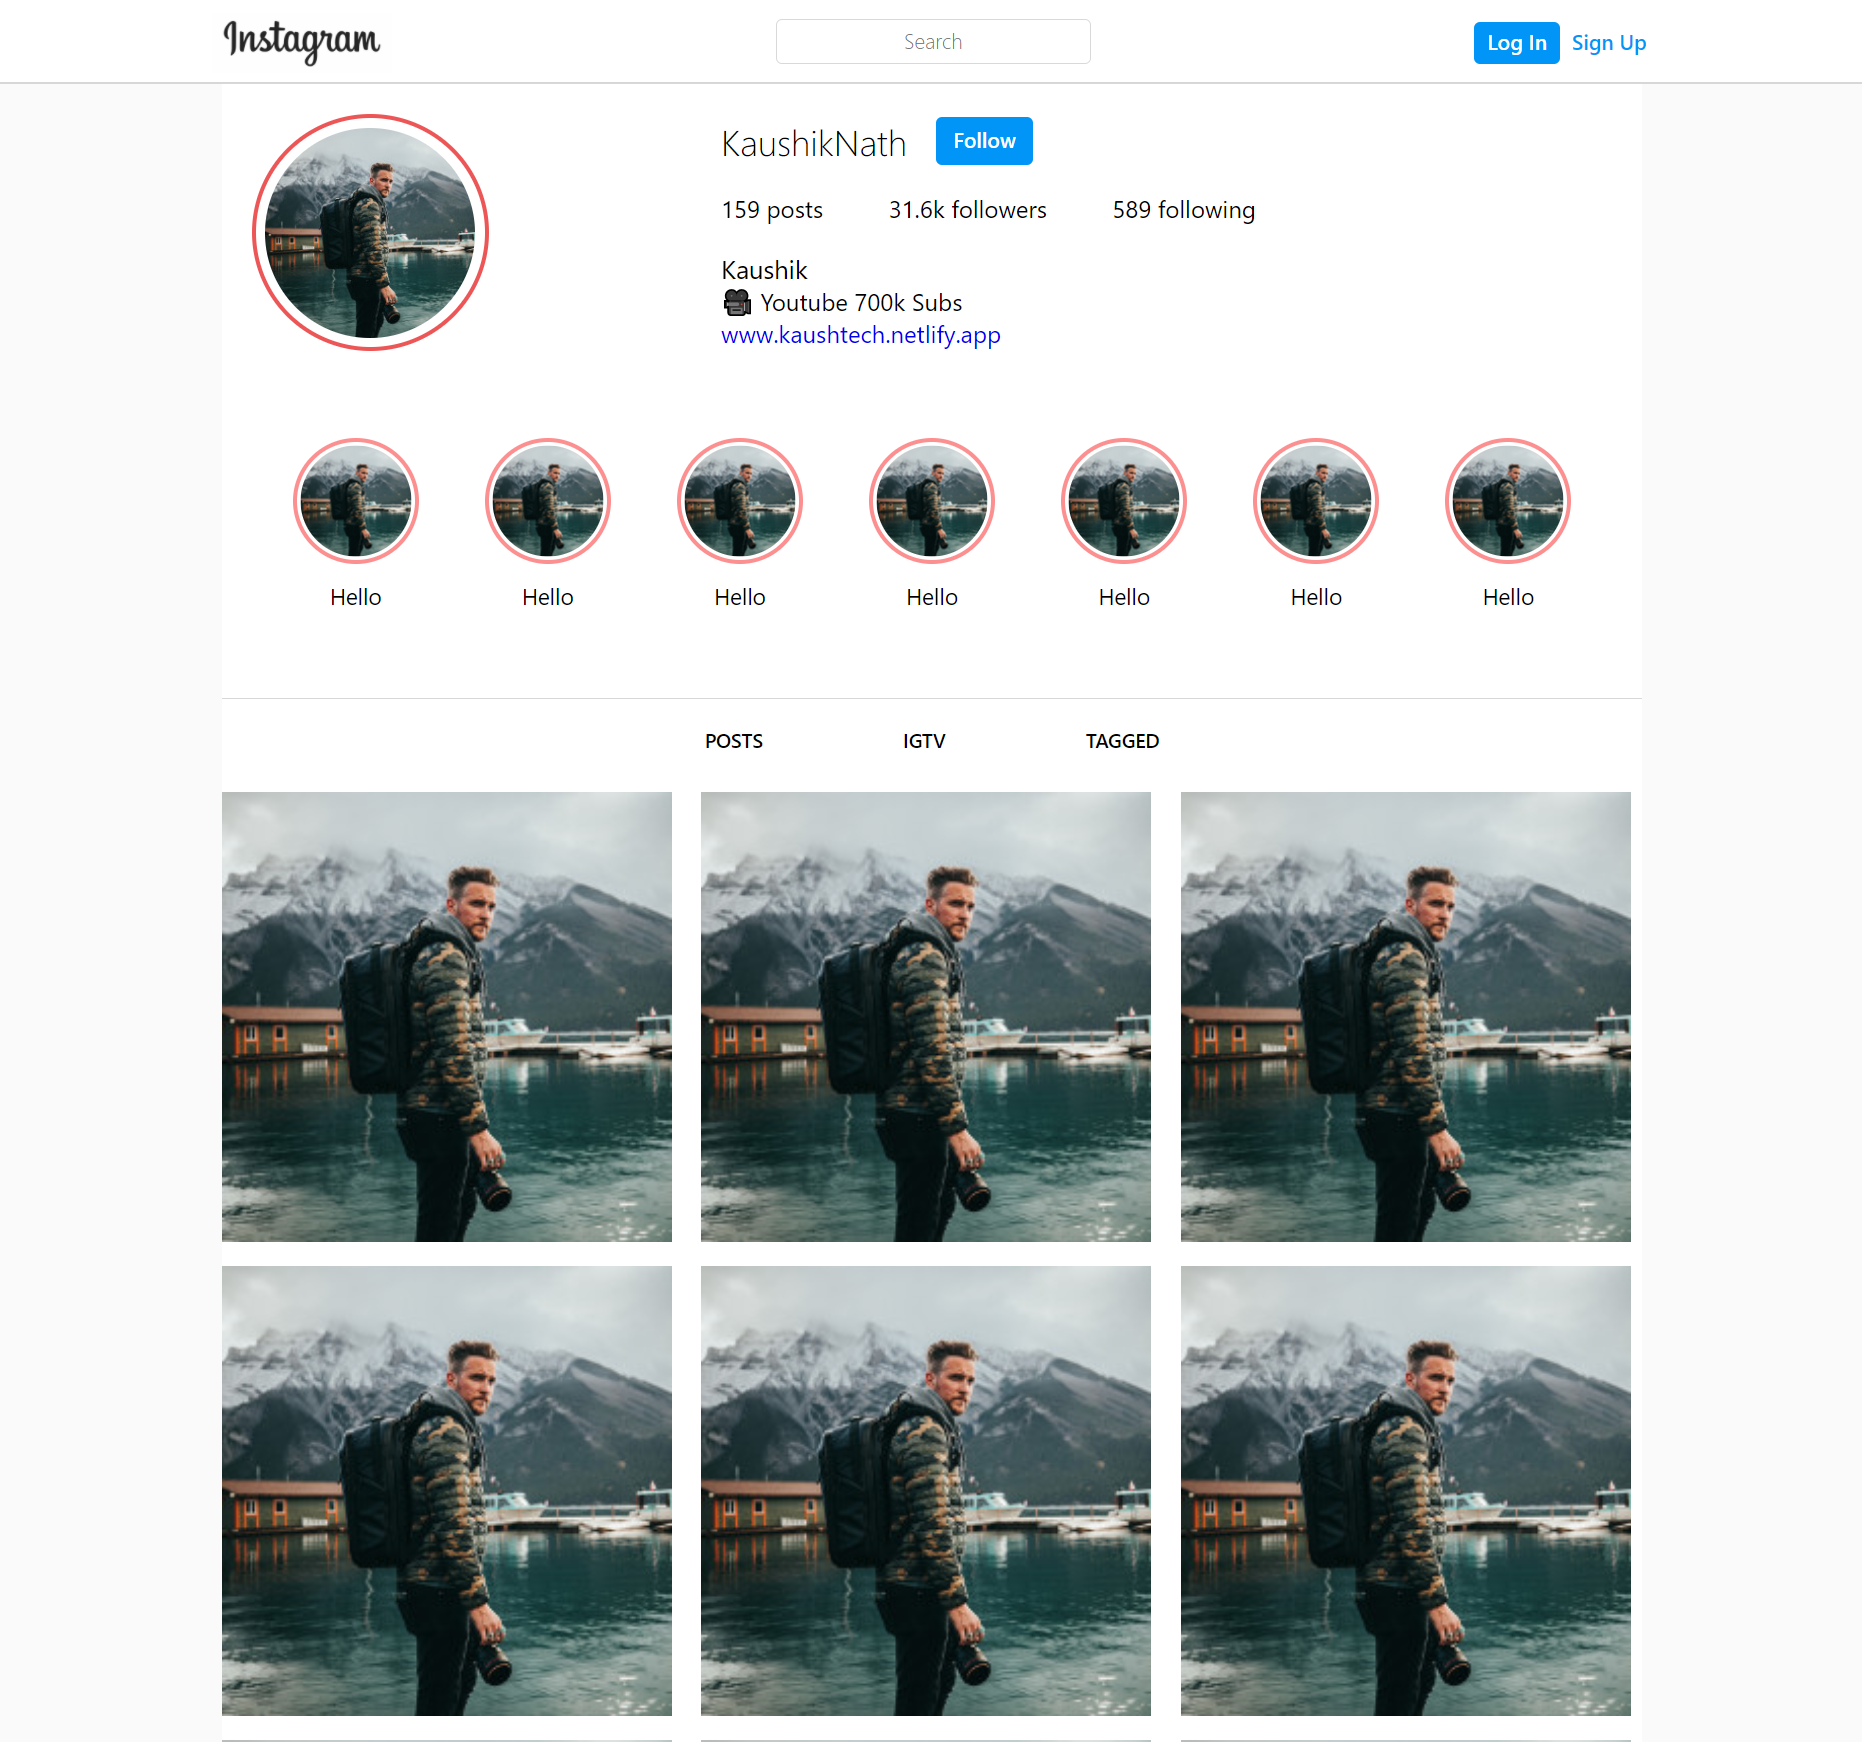 Instagram
Search
Log In
Sign Up
KaushikNath
Follow
159 posts
31.6k followers
589 following
Kaushik
🎥 Youtube 700k Subs
www.kaushtech.netlify.app
Hello
Hello
Hello
Hello
Hello
Hello
Hello
POSTS
IGTV
TAGGED